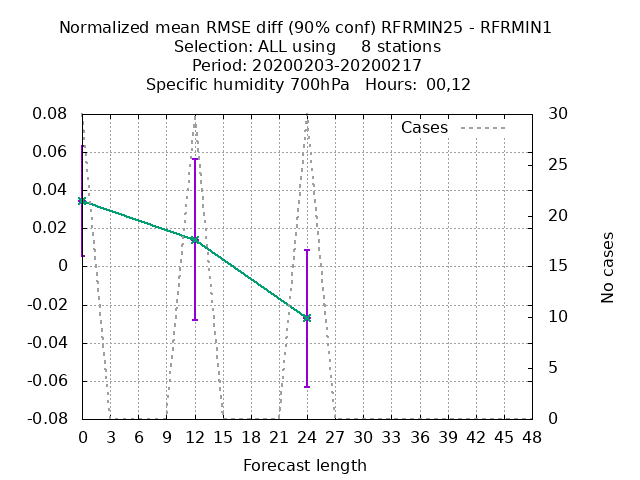 Normalized mean RMSE diff (90% conf) RFRMIN25 - RFRMIN1
Selection: ALL using 8 stations
Period: 20200203-20200217
Specific humidity 700hPa Hours: 00,12
Cases
0.08
0.06
0.04
0.02
0
-0.02
-0.04
-0.06
-0.08
30
25
20
15
10
5
0
No cases
0 3 6 9 12 15 18 21 24 27 30 33 36 39 42 45 48
Forecast length